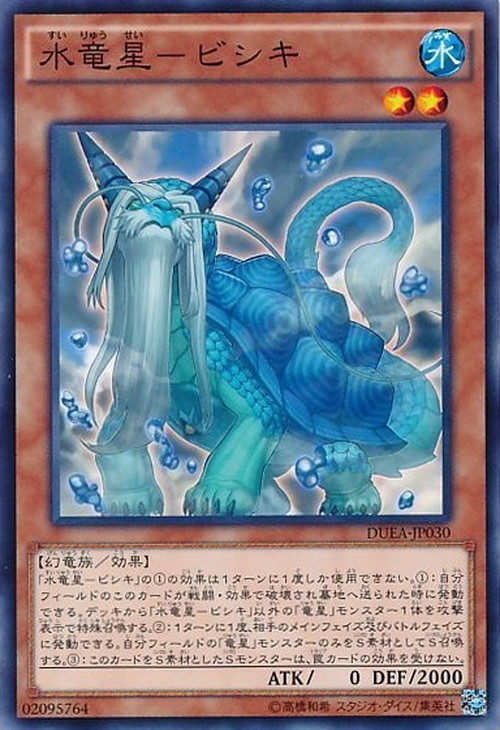 すい りゅう せい
水竜星－ビシキ
水
DUEA-JP030
【幻竜族／効果】
「水竜星－ビシキ」の①の効果は1ターンに1度しか使用できない。①：自分
フィールドのこのカードが戦闘・効果で破壊され墓地へ送られた時に発動
できる。デッキから「水竜星－ビシキ」以外の「竜星」モンスター1体を攻撃
表示で特殊召喚する。②：1ターンに1度、相手のメインフェイズ及びバトルフェイズ
に発動できる。自分フィールドの「竜星」モンスターのみをS素材としてS召喚
する。③：このカードをS素材としたSモンスターは、罠カードの効果を受けない。
ATK/ 0 DEF/2000
02095764
©高橋和希 スタジオ・ダイス/集英社